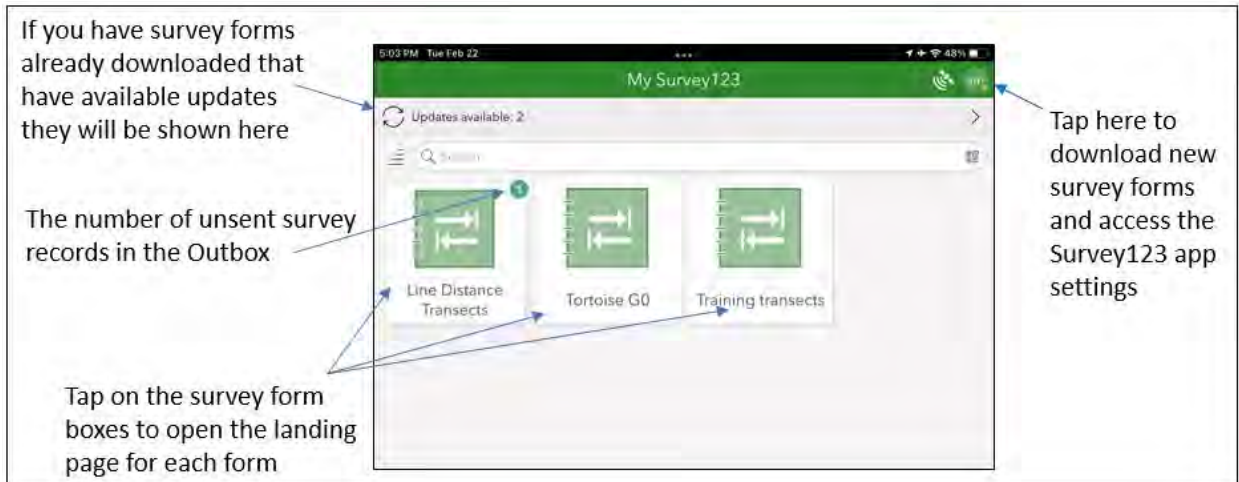 If you have survey forms
already downloaded that
have available updates
they will be shown here
The number of unsent survey
records in the Outbox
Tap on the survey form
boxes to open the landing
page for each form
5:03 PM Tue Feb 22
48%
My Survey123
Updates available: 2
Search
Line Distance
Transects
Tortoise G0
Training transects
Tap here to
download new
survey forms
and access the
Survey123 app
settings